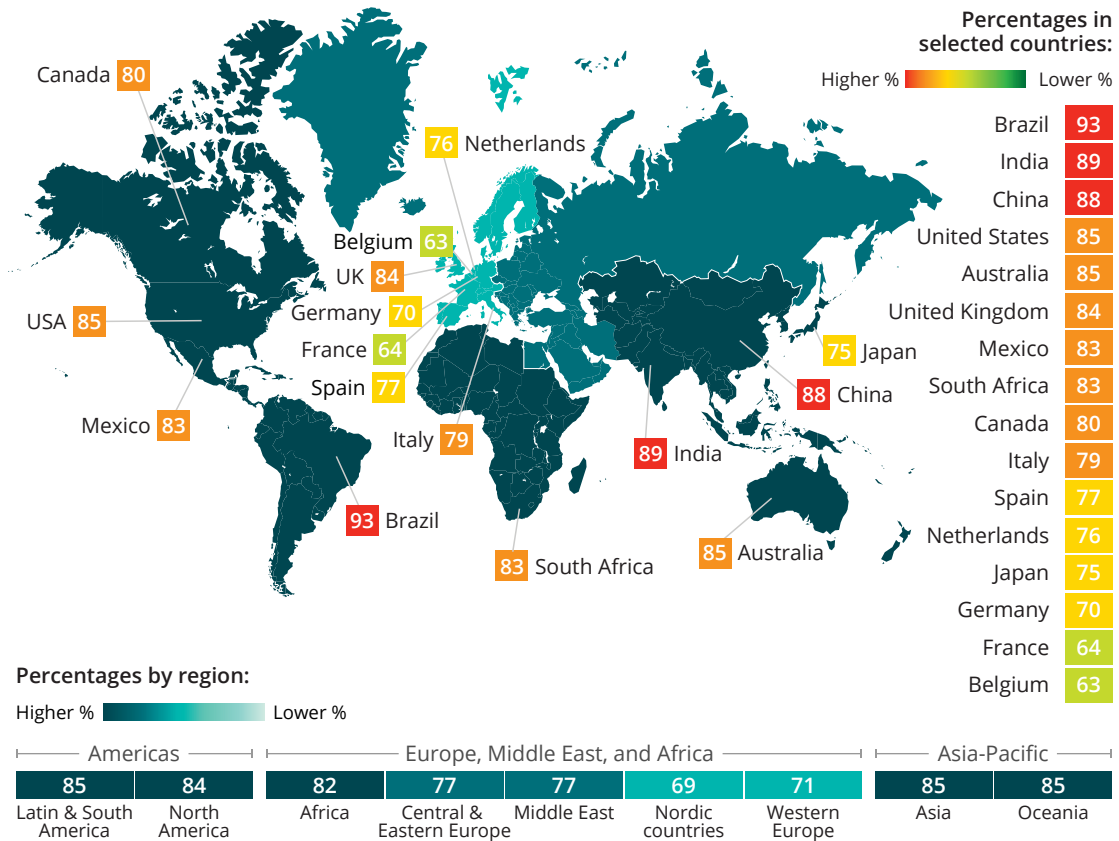 Percentages in
selected countries:
Higher % Lower %
Canada 80
76 Netherlands
Belgium 63
UK 84
Germany 70
USA 85
France 64
75 Japan
Spain 77
88 China
Mexico 83
Italy 79
89 India
93 Brazil
85 Australia
83 South Africa
Brazil 93
India 89
China 88
United States 85
Australia 85
United Kingdom 84
Mexico 83
South Africa 83
Canada 80
Italy 79
Spain 77
Netherlands 76
Japan 75
Germany 70
France 64
Belgium 63
Percentages by region:
Higher % Lower %
Americas
85 84
Latin & South
America
North
America
Europe, Middle East, and Africa
82 77 77 69 71
Africa
Central &
Eastern Europe
Middle East
Nordic
countries
Western
Europe
Asia-Pacific
85 85
Asia
Oceania